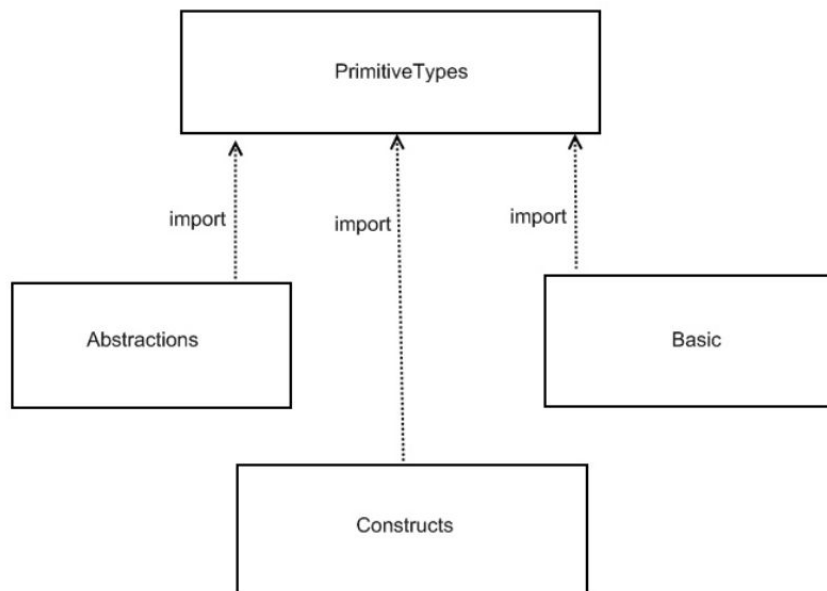 PrimitiveTypes
import
import
import
Abstractions
Basic
Constructs